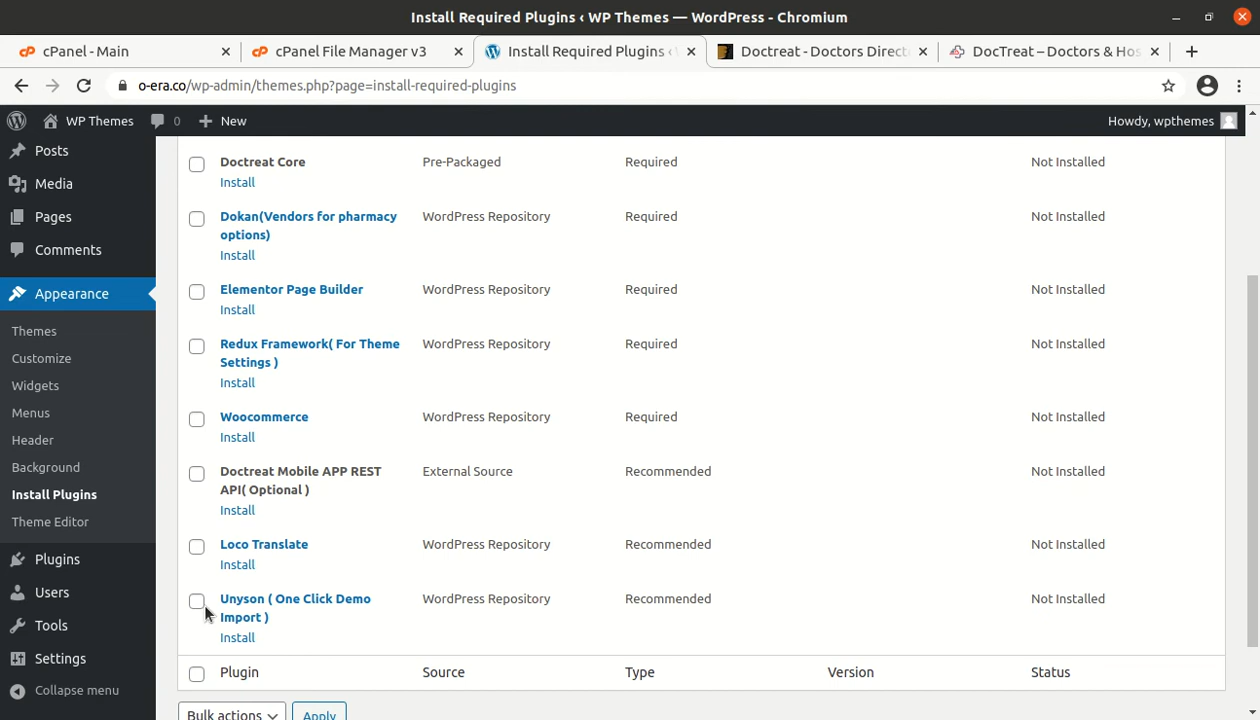 Install Required Plugins ‹ WP Themes — WordPress - Chromium
cPanel - Main
cPanel File Manager v3
Install Required Plugins ‹
Doctreat - Doctors Direct
DocTreat – Doctors & Hos
o-era.co/wp-admin/themes.php?page=install-required-plugins
WP Themes
0
New
Howdy, wpthemes
Posts
Media
Pages
Comments
Appearance
Themes
Customize
Widgets
Menus
Header
Background
Install Plugins
Theme Editor
Plugins
Users
Tools
Settings
Collapse menu
Doctreat Core
Pre-Packaged
Required
Not Installed
Install
Dokan(Vendors for pharmacy
options)
WordPress Repository
Required
Not Installed
Install
Elementor Page Builder
WordPress Repository
Required
Not Installed
Install
Redux Framework( For Theme
Settings )
WordPress Repository
Required
Not Installed
Install
Woocommerce
WordPress Repository
Required
Not Installed
Install
Doctreat Mobile APP REST
API( Optional )
External Source
Recommended
Not Installed
Install
Loco Translate
WordPress Repository
Recommended
Not Installed
Install
Unyson ( One Click Demo
Import )
WordPress Repository
Recommended
Not Installed
Install
Plugin
Source
Type
Version
Status
Bulk actions
Apply